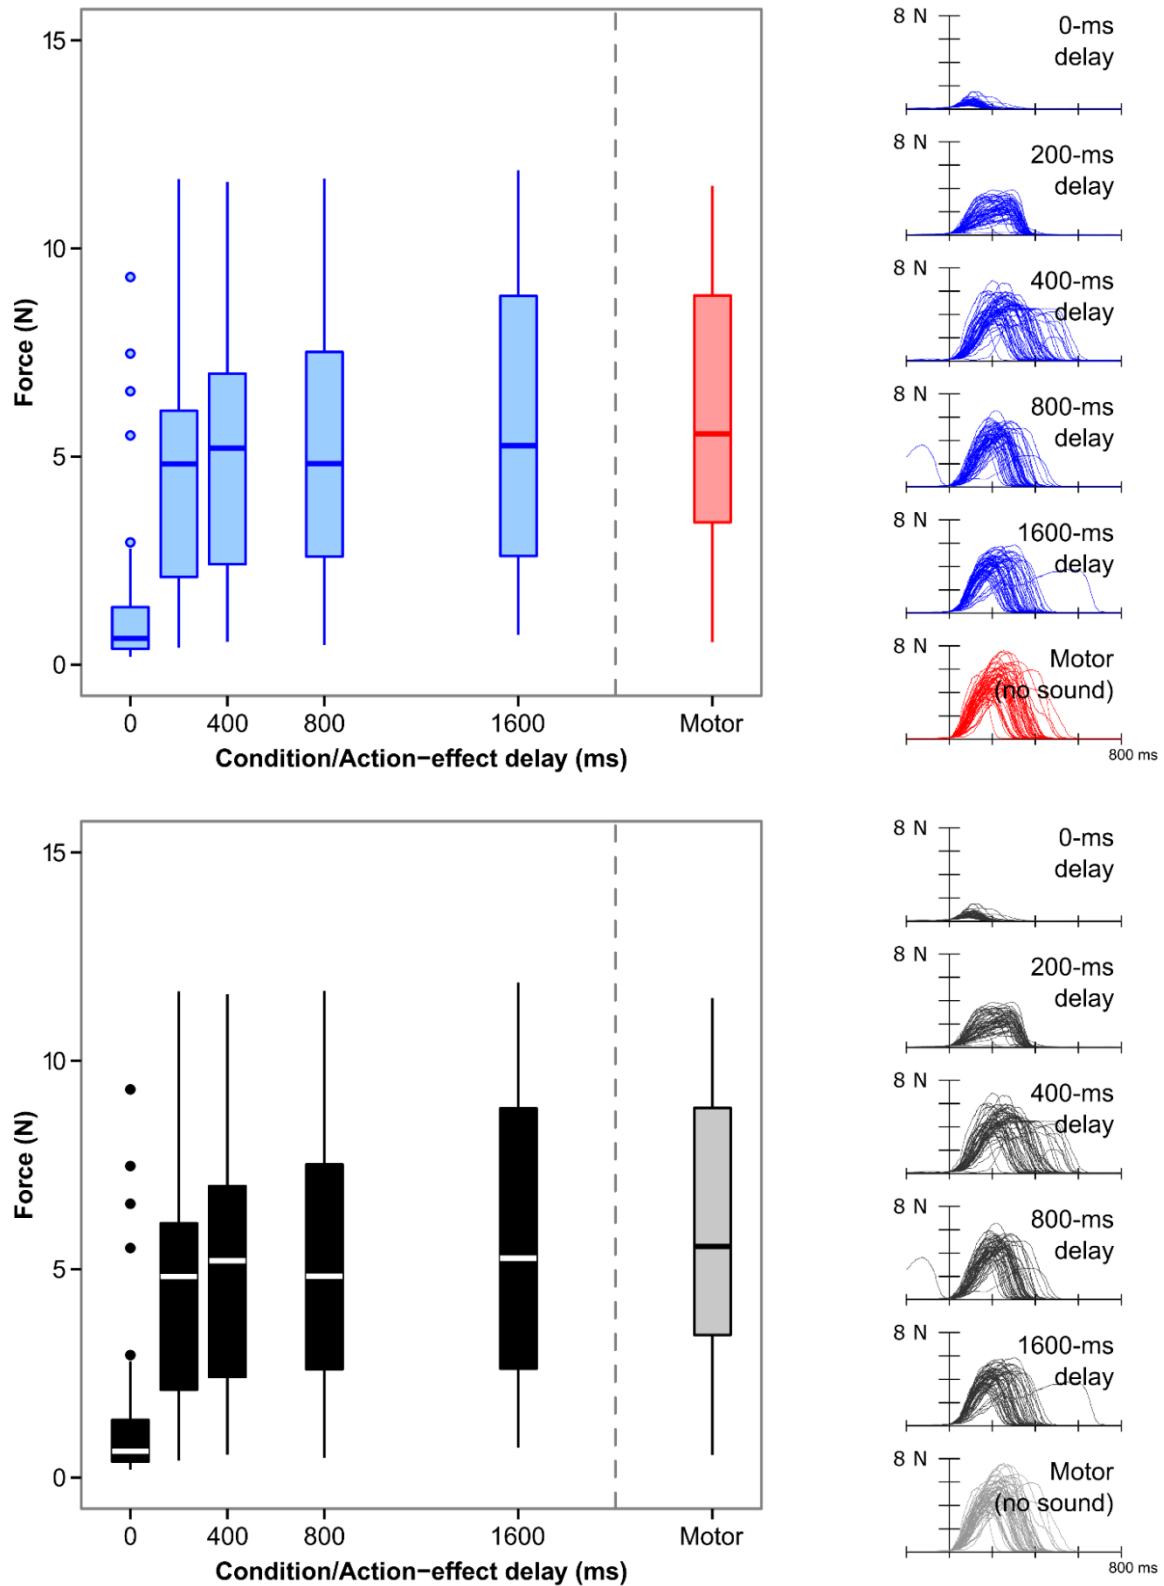 15
10
5
0
Force (N)
0
400
800
1600
Motor
Condition/Action−effect delay (ms)
8 N
0-ms
delay
8 N
200-ms
delay
8 N
400-ms
delay
8 N
800-ms
delay
8 N
1600-ms
delay
8 N
Motor
(no sound)
800 ms
15
10
5
0
Force (N)
0
400
800
1600
Motor
Condition/Action−effect delay (ms)
8 N
0-ms
delay
8 N
200-ms
delay
8 N
400-ms
delay
8 N
800-ms
delay
8 N
1600-ms
delay
8 N
Motor
(no sound)
800 ms